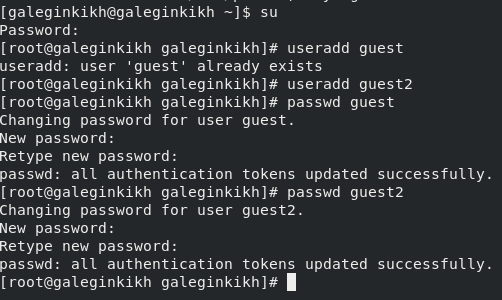 [galeginkikh@galeginkikh ~]$ su
Password:
[root@galeginkikh galeginkikh]# useradd guest
useradd: user 'guest' already exists
[root@galeginkikh galeginkikh]# useradd guest2
[root@galeginkikh galeginkikh]# passwd guest
Changing password for user guest.
New password:
Retype new password:
passwd: all authentication tokens updated successfully.
[root@galeginkikh galeginkikh]# passwd guest2
Changing password for user guest2.
New password:
Retype new password:
passwd: all authentication tokens updated successfully.
[root@galeginkikh galeginkikh]#